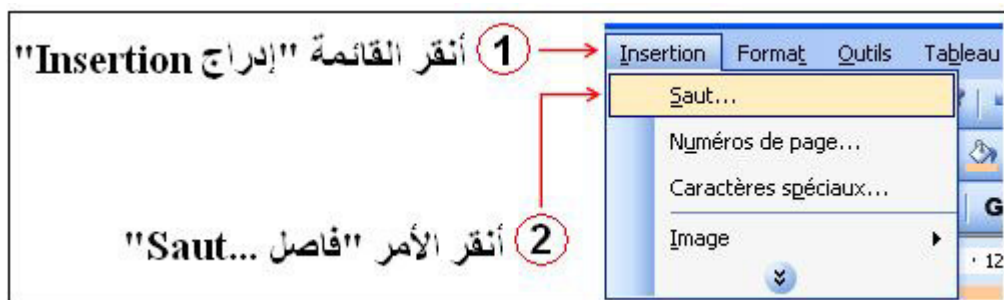 أنقر القائمة "إدراج Insertion"
1
Insertion Format Outils Tableau
Saut...
Numéros de page...
Caractères spéciaux...
G
Image
· 12
أنقر الأمر "فاصل ...Saut"
2